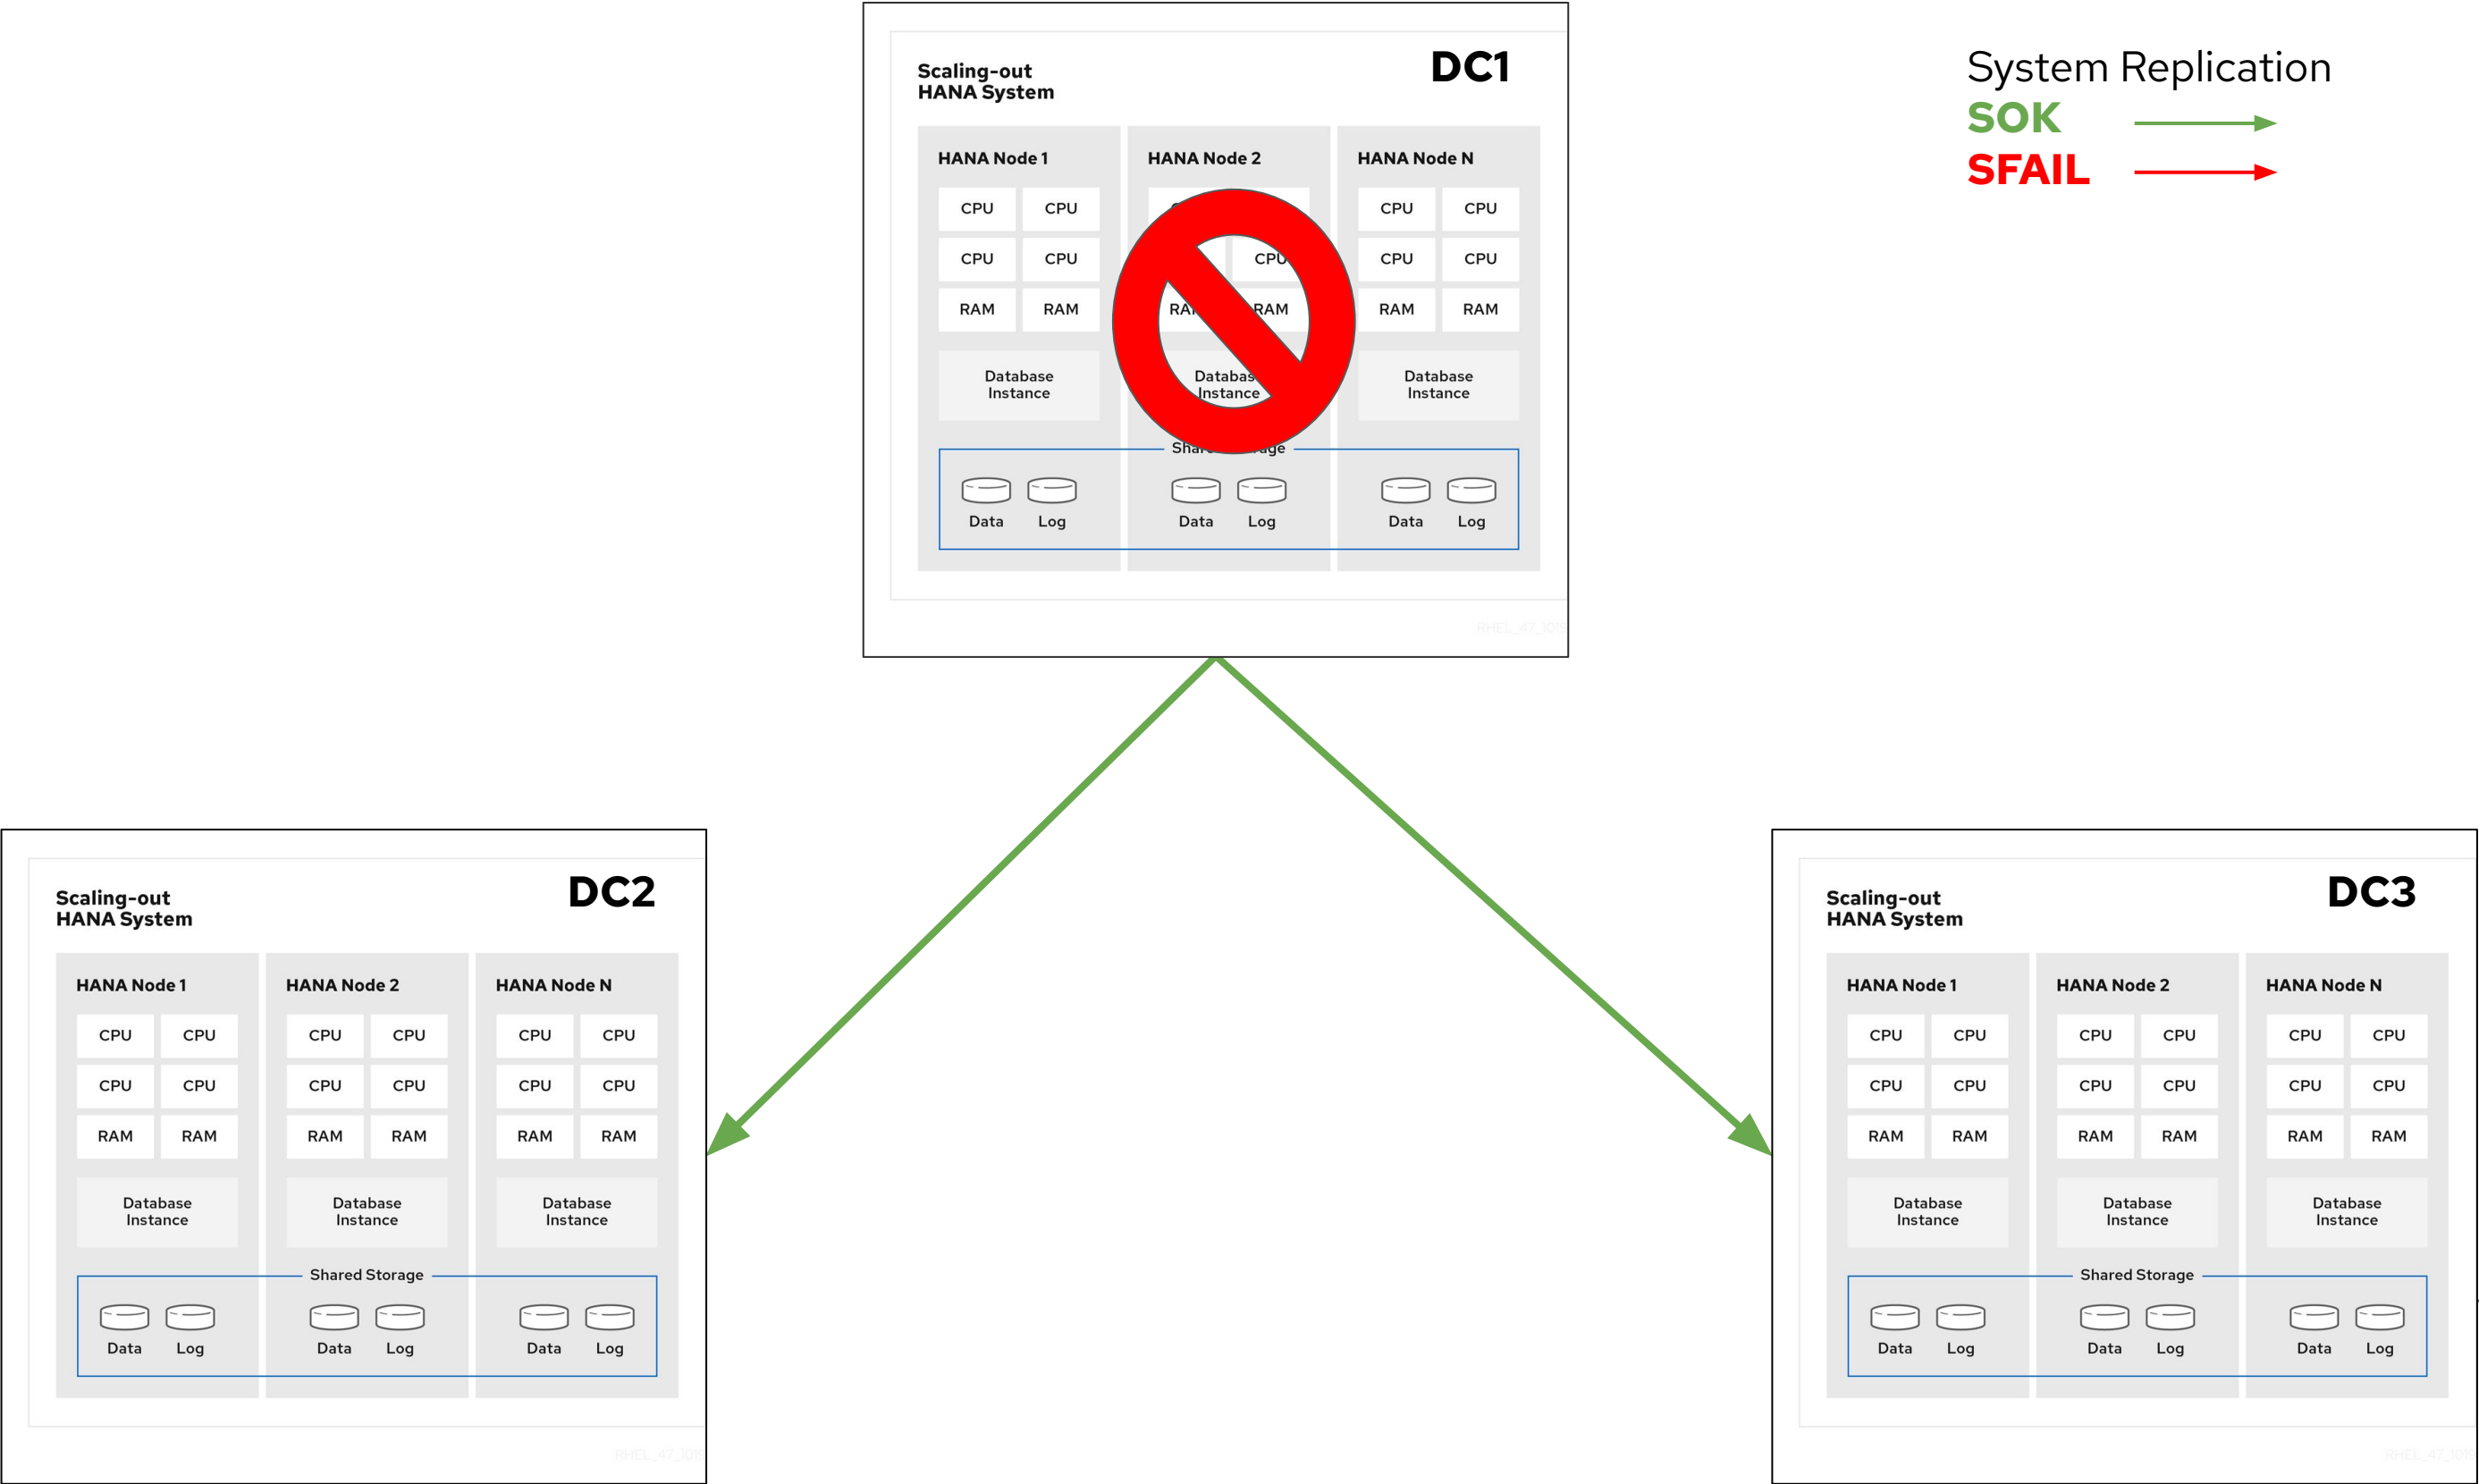 DC1
Scaling-out
HANA System
HANA Node 1
HANA Node 2
HANA Node N
CPU CPU
CPU CPU CPU
CPU CPU CPU CPU CPU
RAM RAM RAM RAM RAM
Database
Instance
Instance
Database
Instance
Data Log
Data Log
Data Log
RHEL_47_1019
System Replication
SOK
SFAIL
DC2
Scaling-out
HANA System
HANA Node 1
HANA Node 2
HANA Node N
CPU CPU CPU CPU CPU CPU
CPU CPU CPU CPU CPU CPU
RAM RAM RAM RAM RAM RAM
Database
Instance
Database
Instance
Database
Instance
Shared Storage
Data Log
Data Log
Data Log
RHEL_47_1019
DC3
Scaling-out
HANA System
HANA Node 1
HANA Node 2
HANA Node N
CPU CPU CPU CPU CPU CPU
CPU CPU CPU CPU CPU CPU
RAM RAM RAM RAM RAM RAM
Database
Instance
Database
Instance
Database
Instance
Shared Storage
Data Log
Data Log
Data Log
RHEL_47_1019